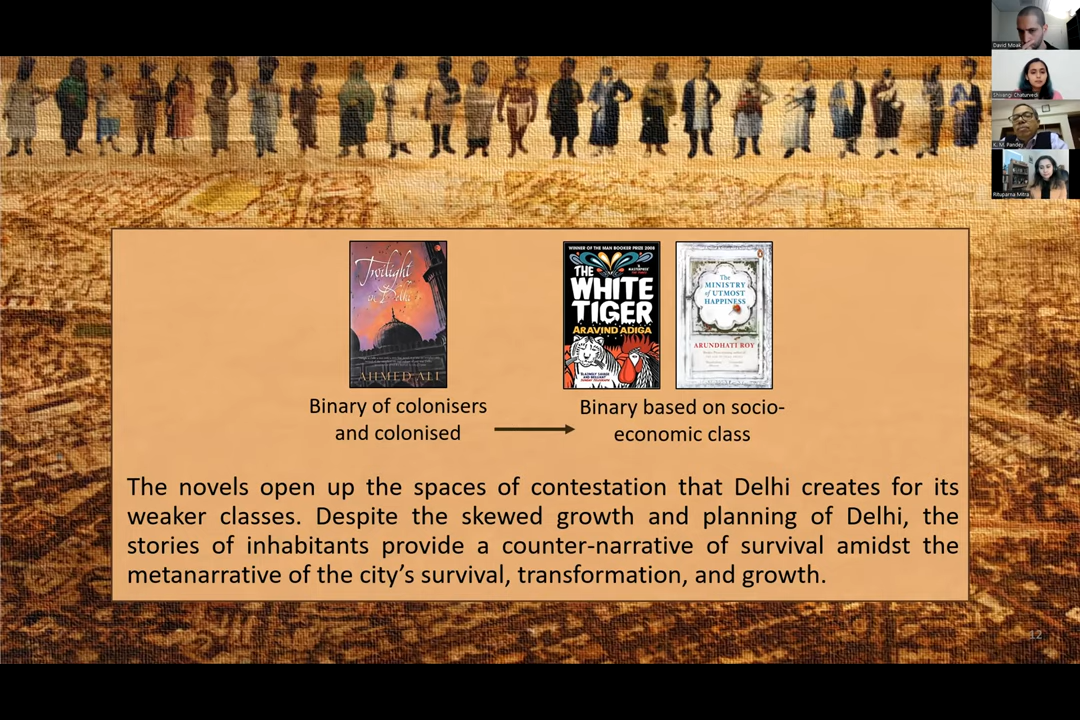 David Moak
Shivangi Chaturvedi
K. M. Pandey
Rituparna Mitra
Twilight
in Delhi
AHMED ALI
WINNER OF THE MAN BOOKER PRIZE 2008
THE
WHITE
TIGER
ARAVIND ADIGA
The
MINISTRY
of UTMOST
HAPPINESS
ARUNDHATI ROY
Binary of colonisers
and colonised
Binary based on socio-
economic class
The novels open up the spaces of contestation that Delhi creates for its
weaker classes. Despite the skewed growth and planning of Delhi, the
stories of inhabitants provide a counter-narrative of survival amidst the
metanarrative of the city's survival, transformation, and growth.
12